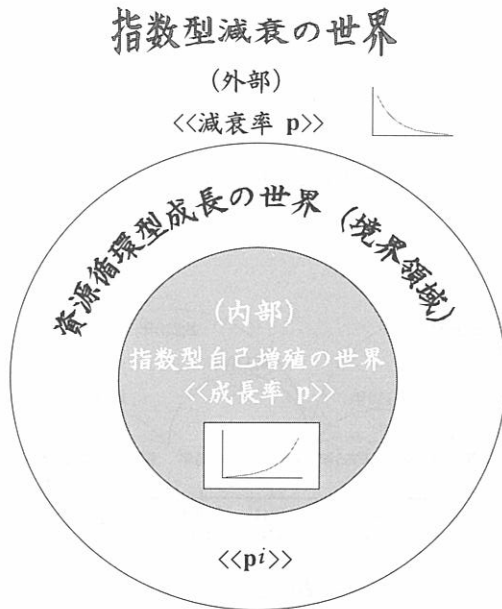 指数型減衰の世界
(外部)
<<減衰率 p>>
資源循環型成長の世界 (境界領域)
(内部)
指数型自己増殖の世界
<<成長率 p>>
<<pi>>